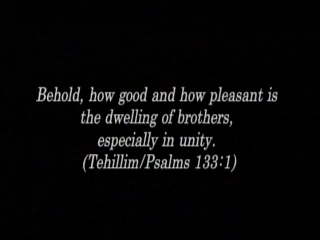 Behold, how good and how pleasant is
the dwelling of brothers,
especially in unity.
(Tehillim/Psalms 133:1)